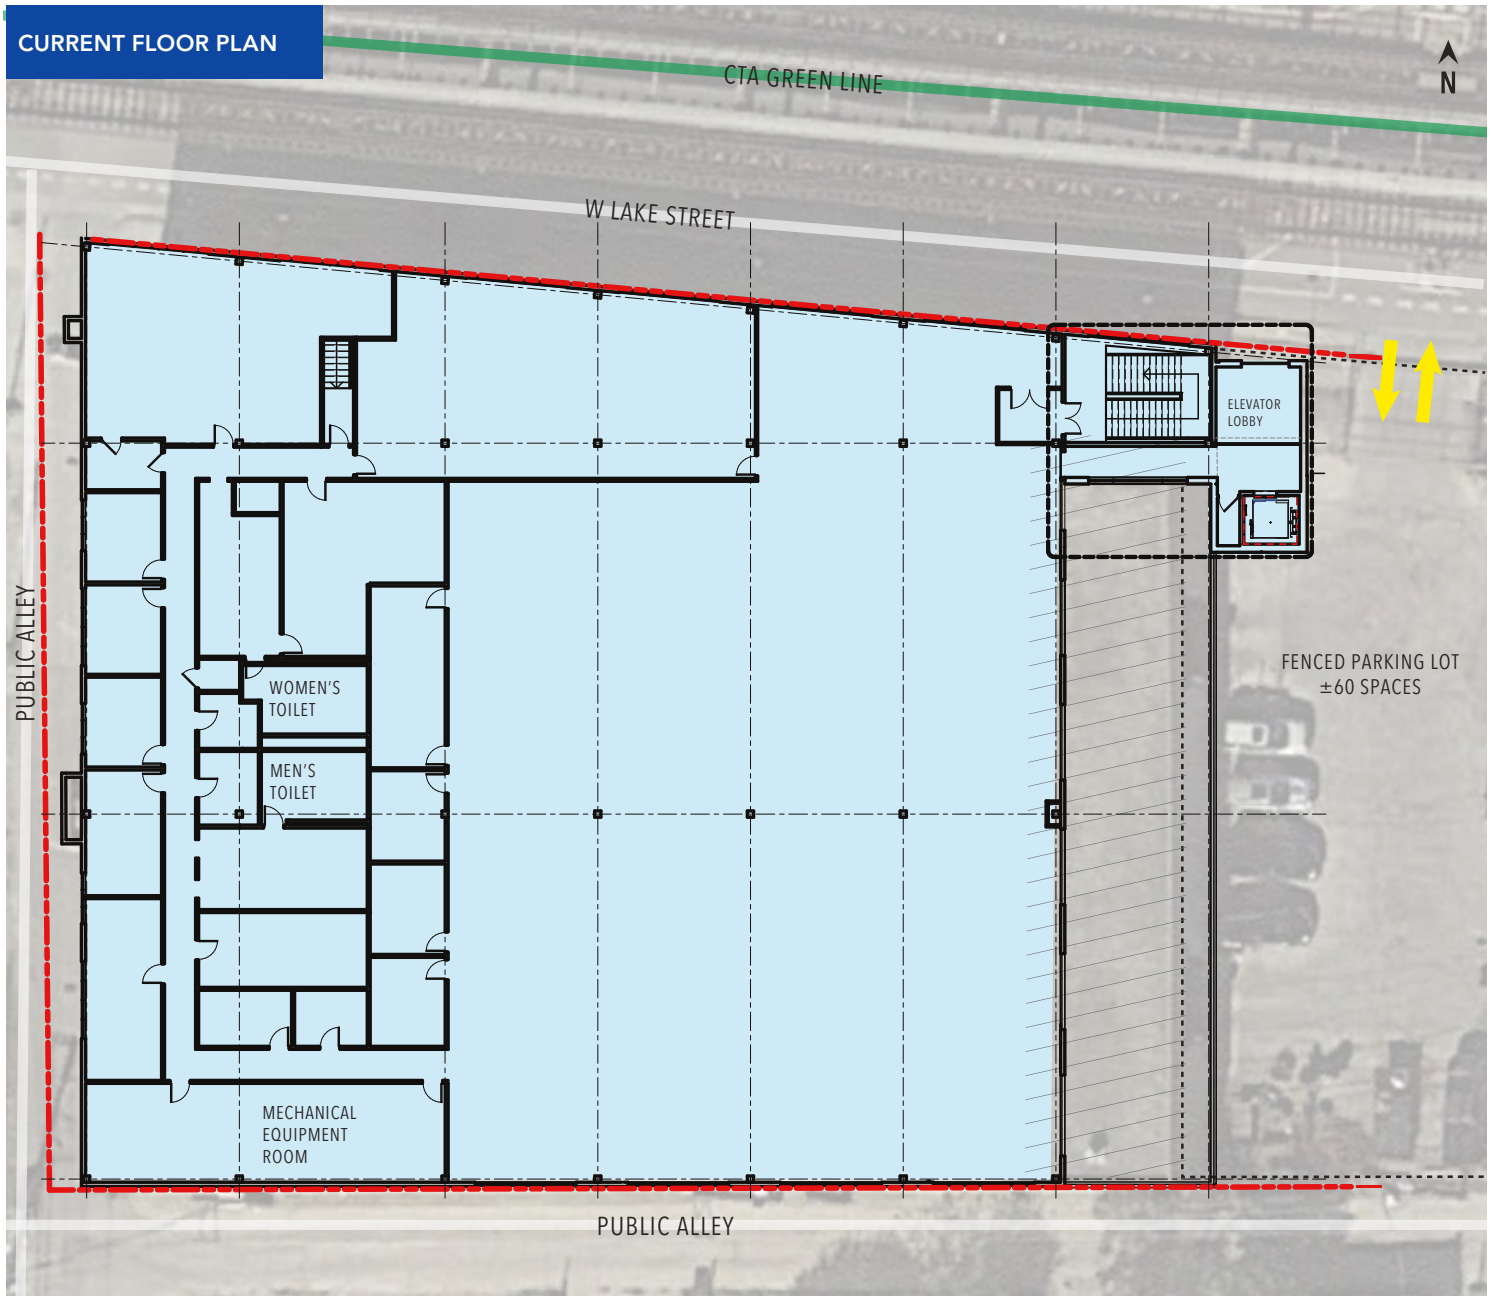 CURRENT FLOOR PLAN
CTA GREEN LINE
N
W LAKE STREET
ELEVATOR
LOBBY
PUBLIC ALLEY
FENCED PARKING LOT
±60 SPACES
WOMEN'S
TOILET
MEN'S
TOILET
MECHANICAL
EQUIPMENT
ROOM
PUBLIC ALLEY